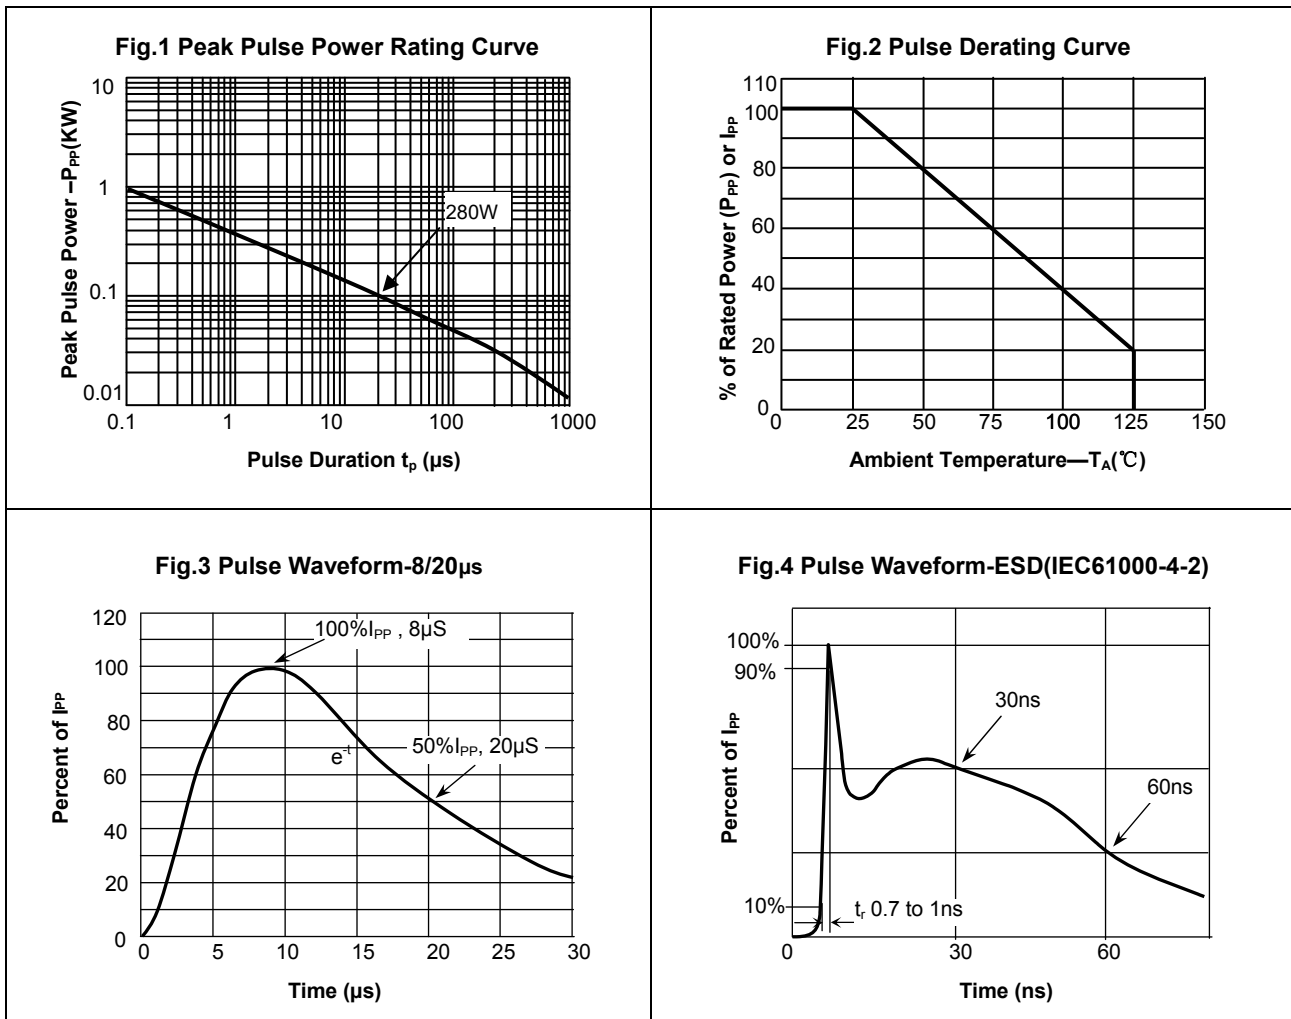 Fig.1 Peak Pulse Power Rating Curve
Peak Pulse Power –PPP(KW)
10
1
0.1
0.01
280W
0.1 1 10 100 1000
Pulse Duration tp (µs)
Fig.2 Pulse Derating Curve
% of Rated Power (PPP) or IPP
110
100
80
60
40
20
0
0 25 50 75 100 125 150
Ambient Temperature—TA(℃)
Fig.3 Pulse Waveform-8/20µs
Percent of IPP
120
100
80
60
40
20
0
100%IPP , 8µS
e-t
50%IPP, 20µS
0 5 10 15 20 25 30
Time (µs)
Fig.4 Pulse Waveform-ESD(IEC61000-4-2)
Percent of IPP
100%
90%
10%
30ns
60ns
tr 0.7 to 1ns
0 30 60
Time (ns)